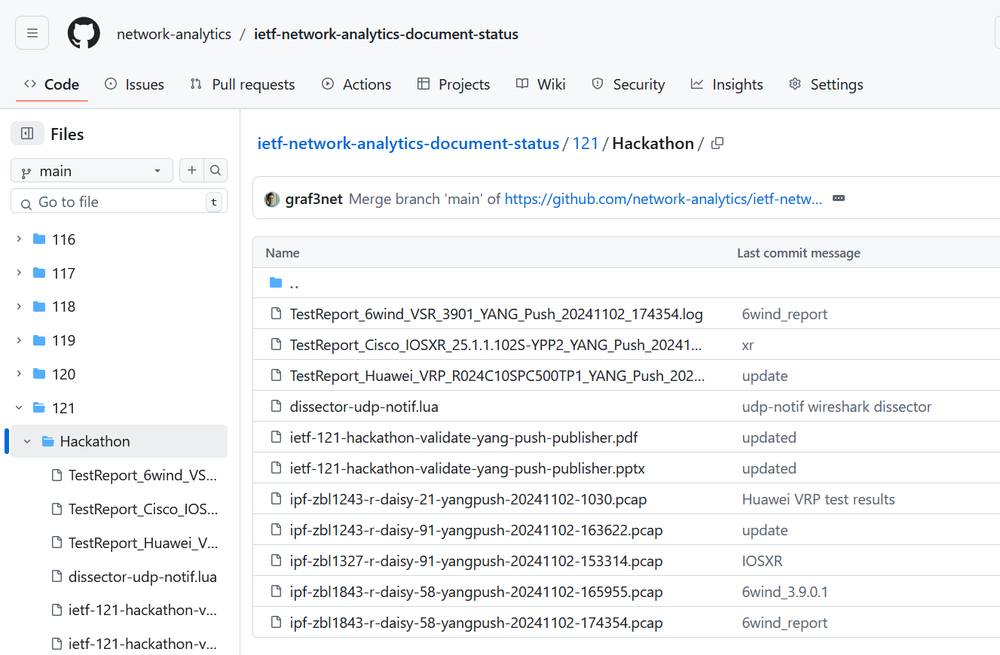 network-analytics / ietf-network-analytics-document-status
Code Issues Pull requests Actions Projects Wiki Security Insights Settings
Files
main
Go to file t
116
117
118
119
120
121
Hackathon
TestReport_6wind_VS...
TestReport_Cisco_IOS...
TestReport_Huawei_V...
dissector-udp-notif.lua
ietf-121-hackathon-v...
ietf-121-hackathon-v...
ietf-network-analytics-document-status / 121 / Hackathon /
graf3net Merge branch 'main' of https://github.com/network-analytics/ietf-netw...
Name Last commit message
..
TestReport_6wind_VSR_3901_YANG_Push_20241102_174354.log 6wind_report
TestReport_Cisco_IOSXR_25.1.1.102S-YPP2_YANG_Push_20241... xr
TestReport_Huawei_VRP_R024C10SPC500TP1_YANG_Push_202... update
dissector-udp-notif.lua udp-notif wireshark dissector
ietf-121-hackathon-validate-yang-push-publisher.pdf updated
ietf-121-hackathon-validate-yang-push-publisher.pptx updated
ipf-zbl1243-r-daisy-21-yangpush-20241102-1030.pcap Huawei VRP test results
ipf-zbl1243-r-daisy-91-yangpush-20241102-163622.pcap update
ipf-zbl1327-r-daisy-91-yangpush-20241102-153314.pcap IOSXR
ipf-zbl1843-r-daisy-58-yangpush-20241102-165955.pcap 6wind_3.9.0.1
ipf-zbl1843-r-daisy-58-yangpush-20241102-174354.pcap 6wind_report